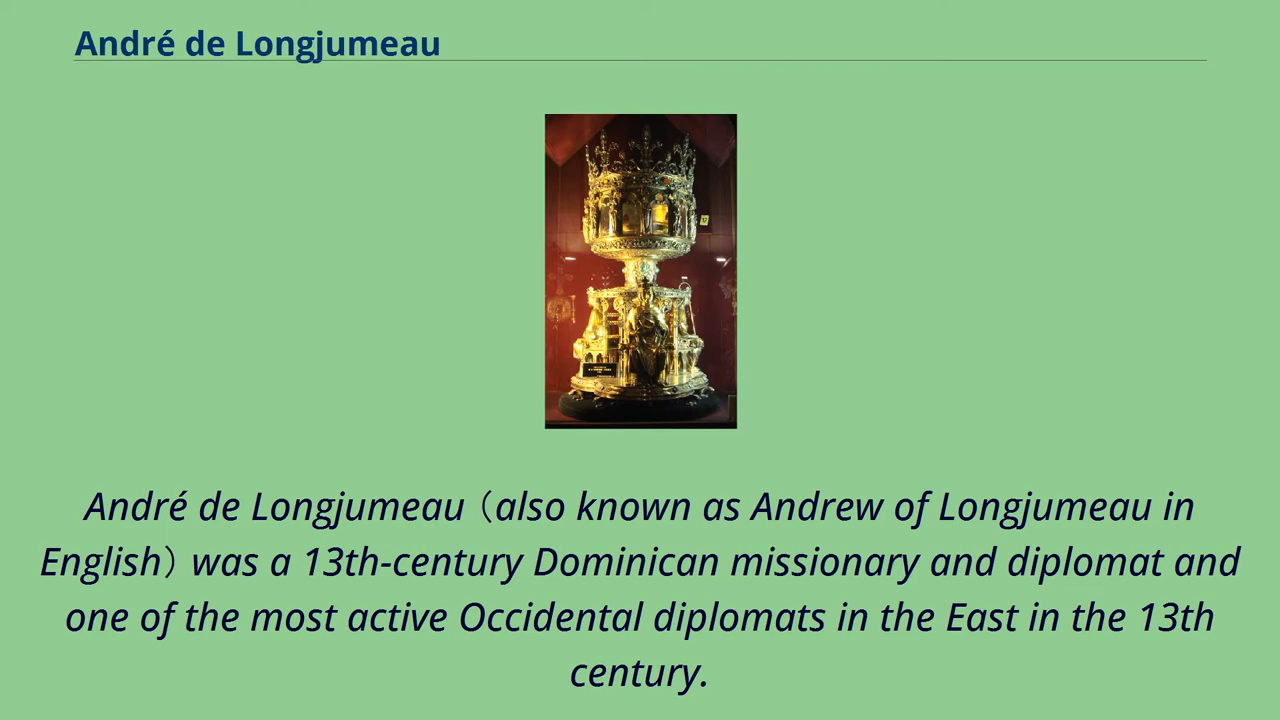 André de Longjumeau
André de Longjumeau（also known as Andrew of Longjumeau in
English）was a 13th-century Dominican missionary and diplomat and
one of the most active Occidental diplomats in the East in the 13th
century.